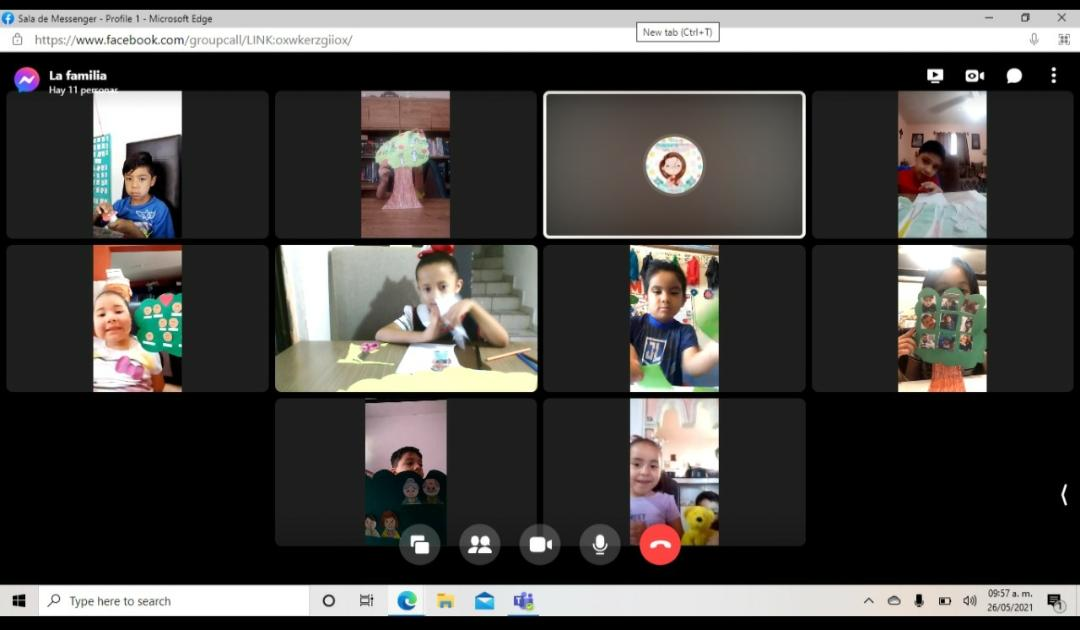 Sala de Messenger - Profile 1 - Microsoft Edge
https://www.facebook.com/groupcall/LINK:oxwkerzgiiox/
New tab (Ctrl+T)
La familia
Hay 11 personas
Type here to search
09:57 a. m.
26/05/2021
1